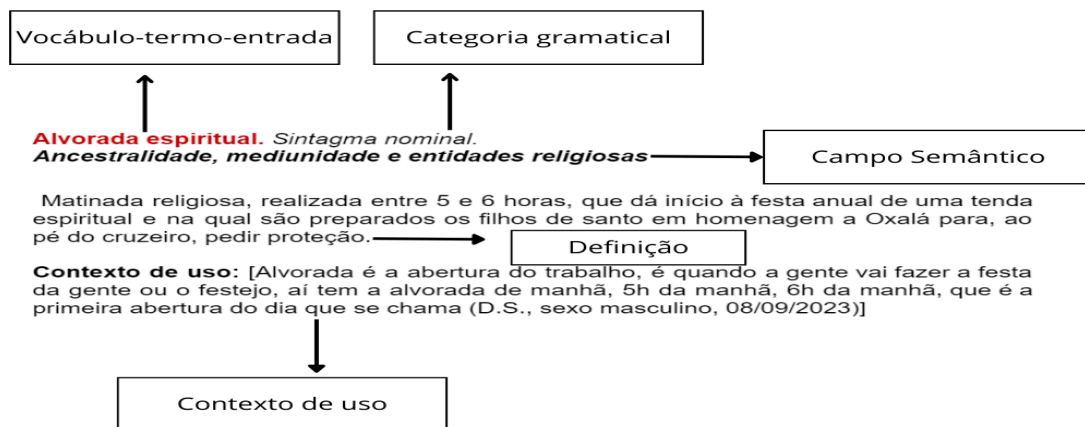 Vocábulo-termo-entrada
Categoria gramatical
Alvorada espiritual. Sintagma nominal.
Ancestralidade, mediunidade e entidades religiosas
Campo Semântico
Matinada religiosa, realizada entre 5 e 6 horas, que dá início à festa anual de uma tenda
espiritual e na qual são preparados os filhos de santo em homenagem a Oxalá para, ao
pé do cruzeiro, pedir proteção.
Definição
Contexto de uso: [Alvorada é a abertura do trabalho, é quando a gente vai fazer a festa
da gente ou o festejo, aí tem a alvorada de manhã, 5h da manhã, 6h da manhã, que é a
primeira abertura do dia que se chama (D.S., sexo masculino, 08/09/2023)]
Contexto de uso